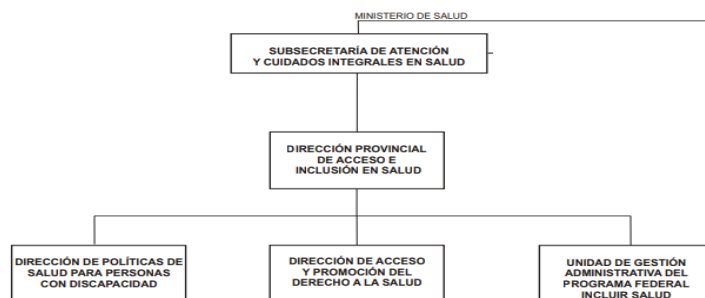 MINISTERIO DE SALUD
SUBSECRETARÍA DE ATENCIÓN
Y CUIDADOS INTEGRALES EN SALUD
DIRECCIÓN PROVINCIAL
DE ACCESO E
INCLUSIÓN EN SALUD
DIRECCIÓN DE POLÍTICAS DE
SALUD PARA PERSONAS
CON DISCAPACIDAD
DIRECCIÓN DE ACCESO
Y PROMOCIÓN DEL
DERECHO A LA SALUD
UNIDAD DE GESTIÓN
ADMINISTRATIVA DEL
PROGRAMA FEDERAL
INCLUIR SALUD